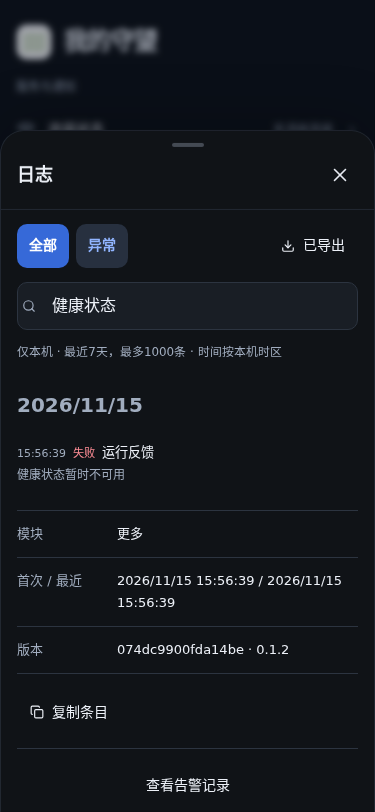 我的守望
日志
全部 异常 已导出
健康状态
仅本机 · 最近7天，最多1000条 · 时间按本机时区
2026/11/15
15:56:39 失败 运行反馈
健康状态暂时不可用
模块 更多
首次 / 最近 2026/11/15 15:56:39 / 2026/11/15
15:56:39
版本 074dc9900fda14be · 0.1.2
复制条目
查看告警记录